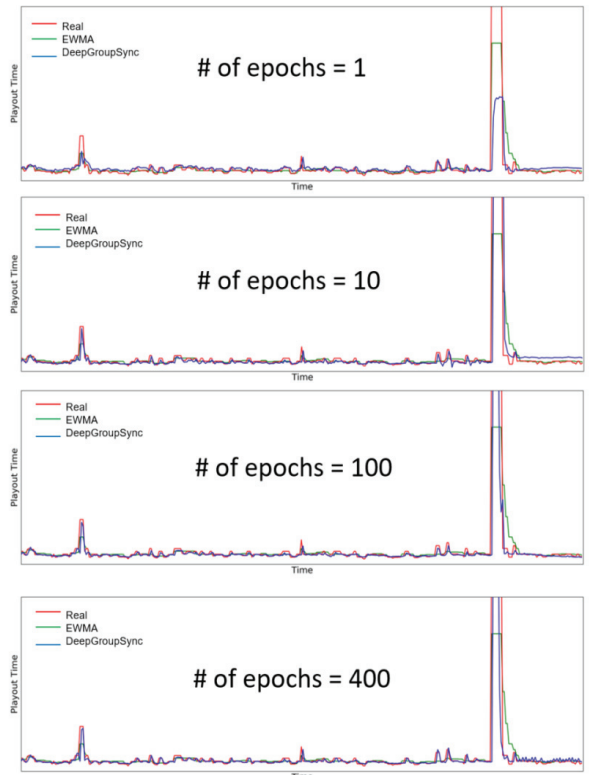 Real
EWMA
DeepGroupSync
# of epochs = 1
Playout Time
Time
Real
EWMA
DeepGroupSync
# of epochs = 10
Playout Time
Time
Real
EWMA
DeepGroupSync
# of epochs = 100
Playout Time
Time
Real
EWMA
DeepGroupSync
# of epochs = 400
Playout Time
Time